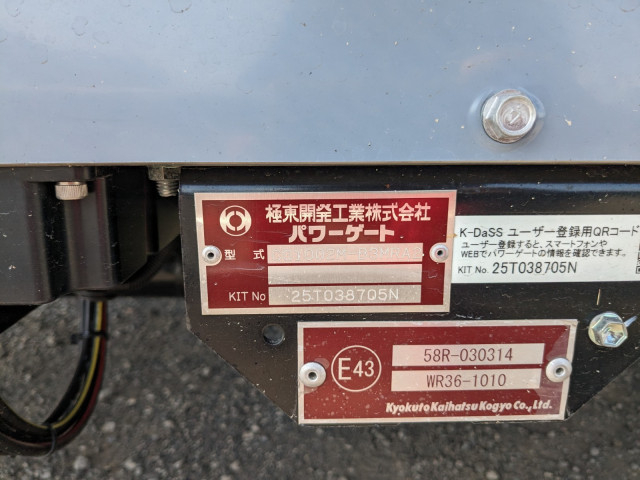 極東開発工業株式会社
パワーゲート
型式
KIT No 25T038705N
K-DaSS ユーザー登録用QRコード
ユーザー登録すると、スマートフォンや
WEBでパワーゲートの情報を確認できます。
KIT No. 25T038705N
E43
58R-030314
WR36-1010
Kyokuto Kaihatsu Kogyo Co., Ltd.